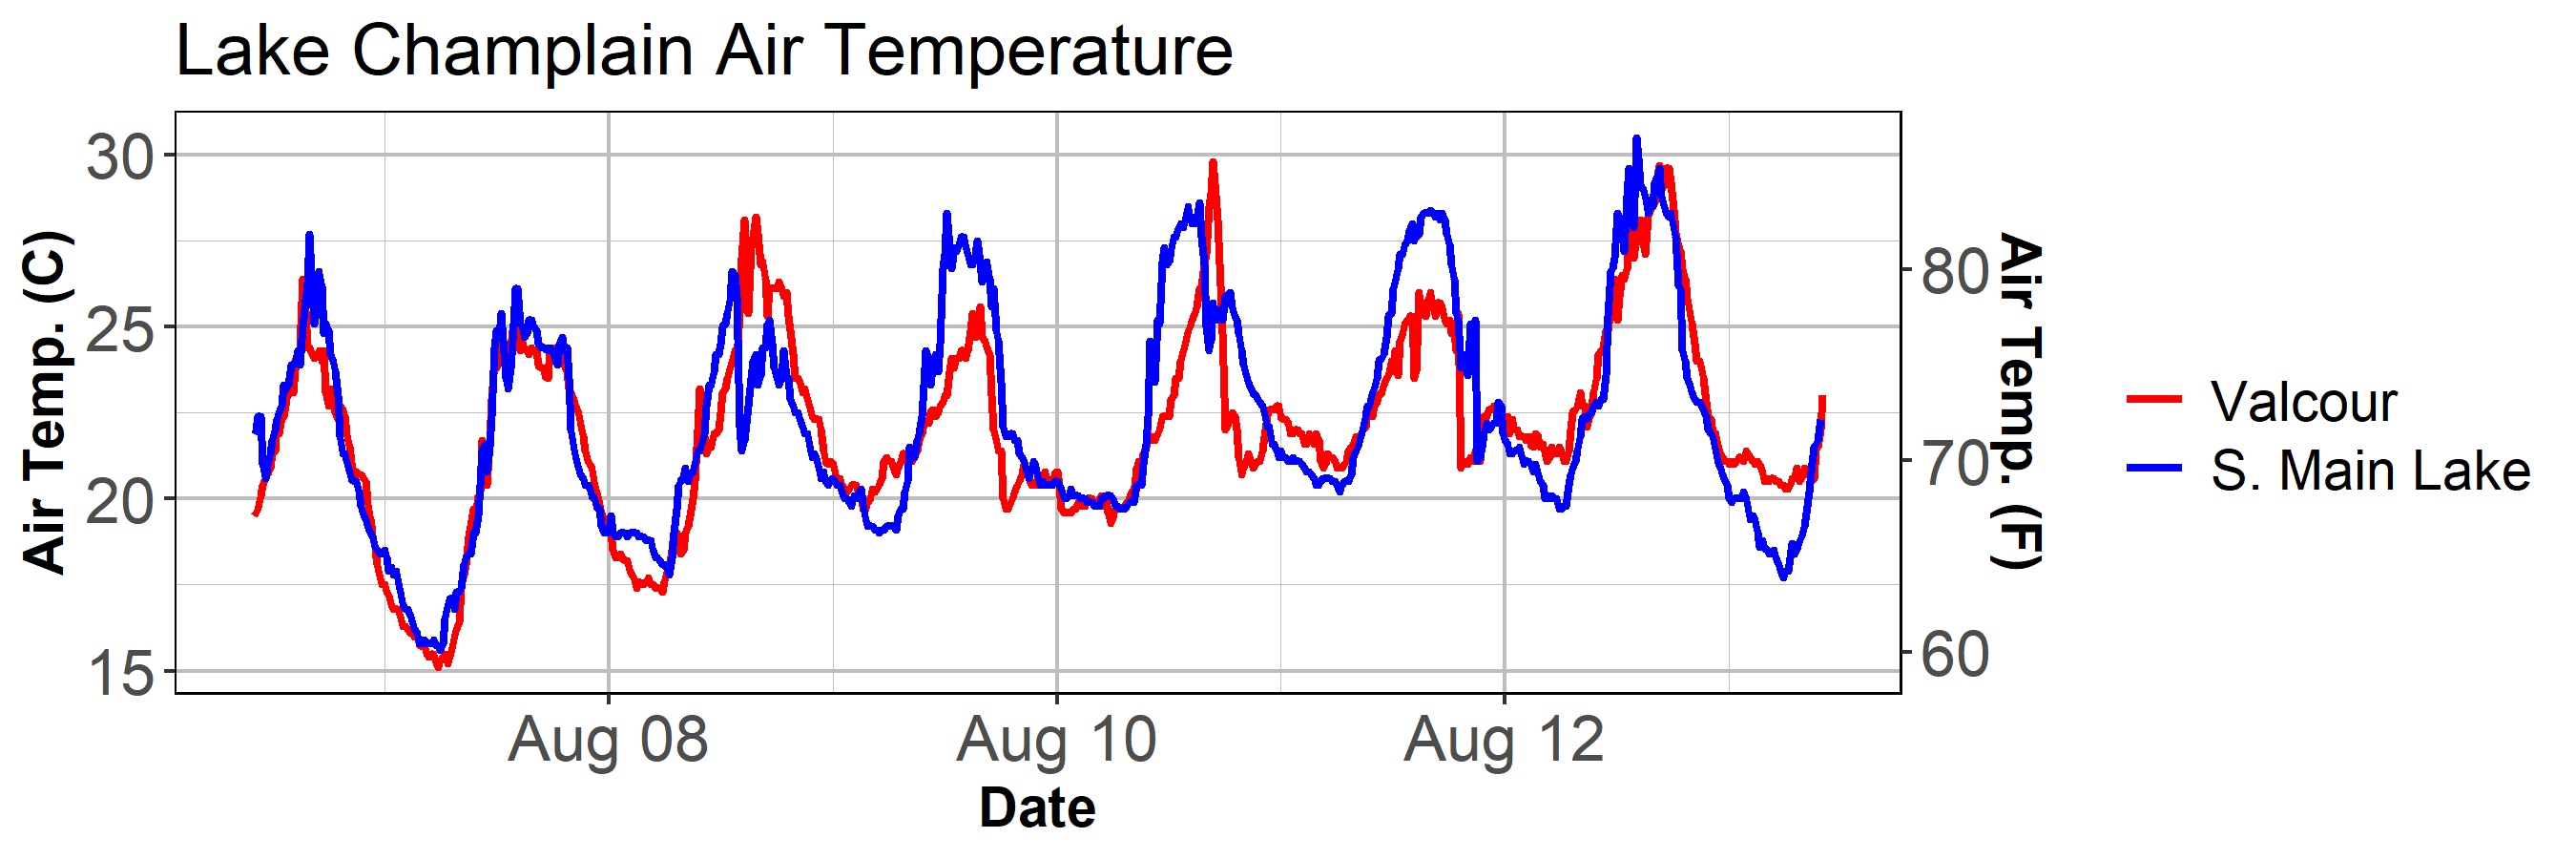 Lake Champlain Air Temperature
30
25
20
15
Air Temp. (C)
80
70
60
Air Temp. (F)
Aug 08
Aug 10
Aug 12
Date
Valcour
S. Main Lake